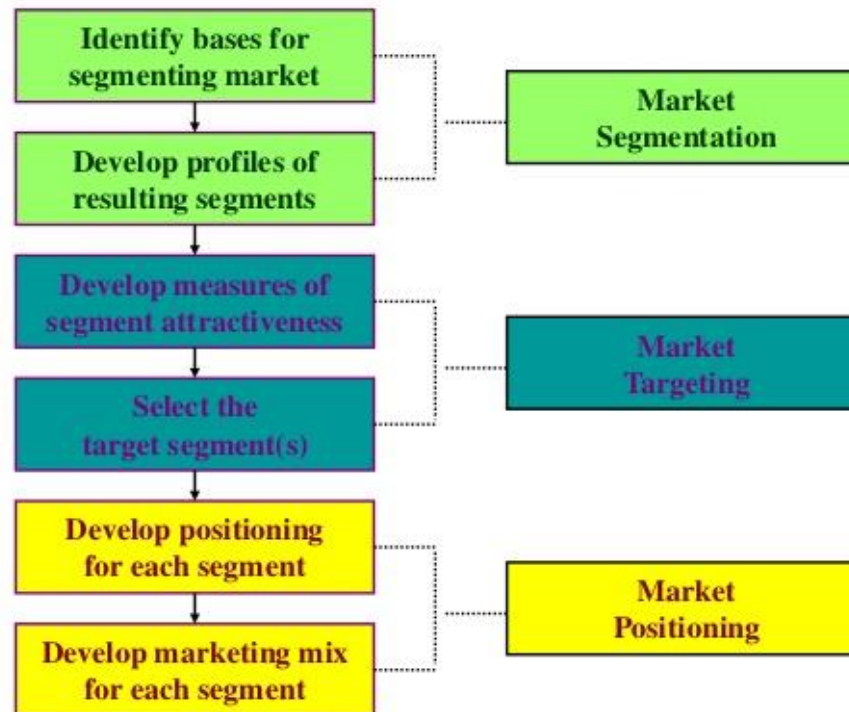 Identify bases for
segmenting market
Develop profiles of
resulting segments
Market
Segmentation
Develop measures of
segment attractiveness
Select the
target segment(s)
Market
Targeting
Develop positioning
for each segment
Develop marketing mix
for each segment
Market
Positioning